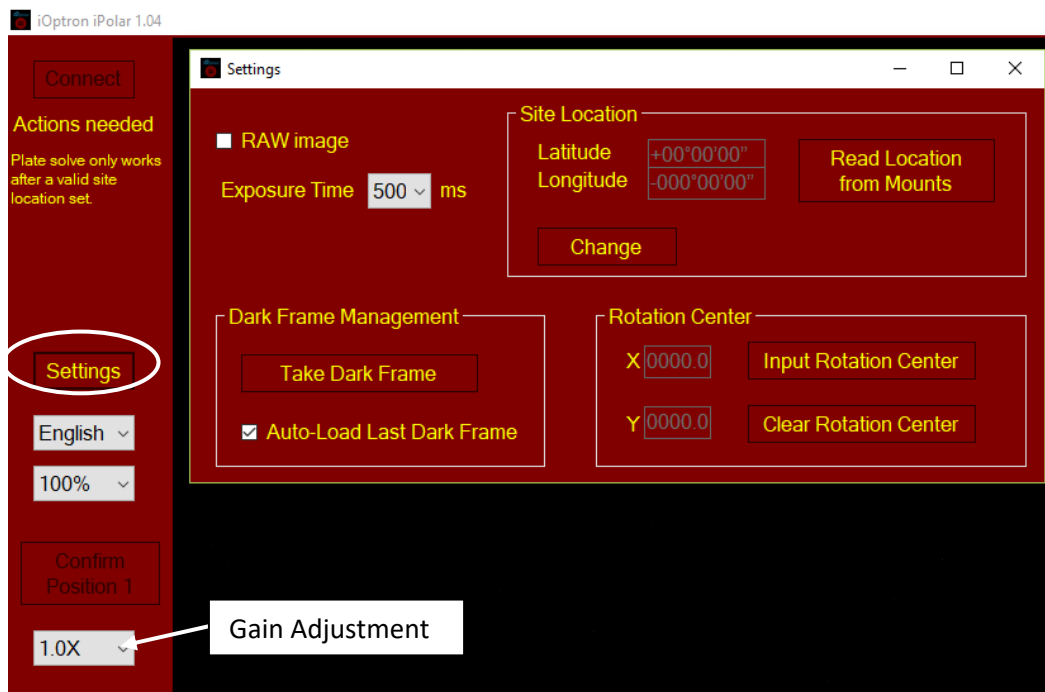 iOptron iPolar 1.04
Connect
Actions needed
Plate solve only works
after a valid site
location set.
Settings
English
100%
Confirm
Position 1
1.0X
Gain Adjustment
Settings
RAW image
Exposure Time 500 ms
Site Location
Latitude +00°00'00"
Longitude -000°00'00"
Read Location
from Mounts
Change
Dark Frame Management
Take Dark Frame
Auto-Load Last Dark Frame
Rotation Center
X 0000.0 Input Rotation Center
Y 0000.0 Clear Rotation Center